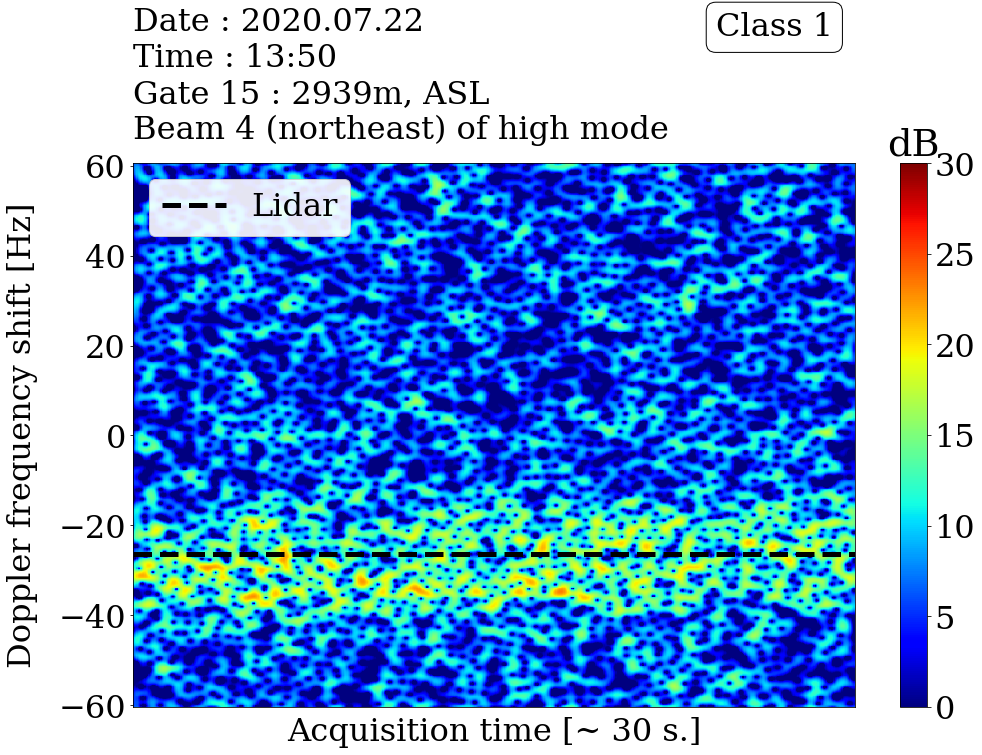 Date : 2020.07.22
Time : 13:50
Gate 15 : 2939m, ASL
Beam 4 (northeast) of high mode
Class 1
dB
Lidar
Doppler frequency shift [Hz]
60
40
20
0
−20
−40
−60
30
25
20
15
10
5
0
Acquisition time [~ 30 s.]